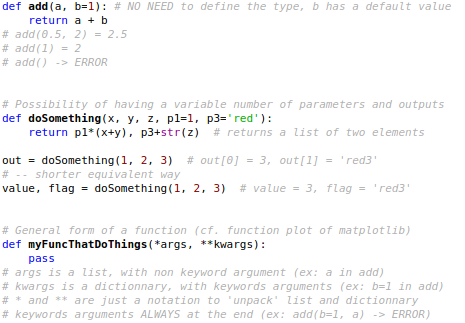 def add(a, b=1): # NO NEED to define the type, b has a default value
    return a + b
# add(0.5, 2) = 2.5
# add(1) = 2
# add() -> ERROR
# Possibility of having a variable number of parameters and outputs
def doSomething(x, y, z, p1=1, p3='red'):
    return p1*(x+y), p3+str(z)  # returns a list of two elements
out = doSomething(1, 2, 3)  # out[0] = 3, out[1] = 'red3'
# -- shorter equivalent way
value, flag = doSomething(1, 2, 3)  # value = 3, flag = 'red3'
# General form of a function (cf. function plot of matplotlib)
def myFuncThatDoThings(*args, **kwargs):
    pass
# args is a list, with non keyword argument (ex: a in add)
# kwargs is a dictionnary, with keywords arguments (ex: b=1 in add)
# * and ** are just a notation to 'unpack' list and dictionnary
# keywords arguments ALWAYS at the end (ex: add(b=1, a) -> ERROR)